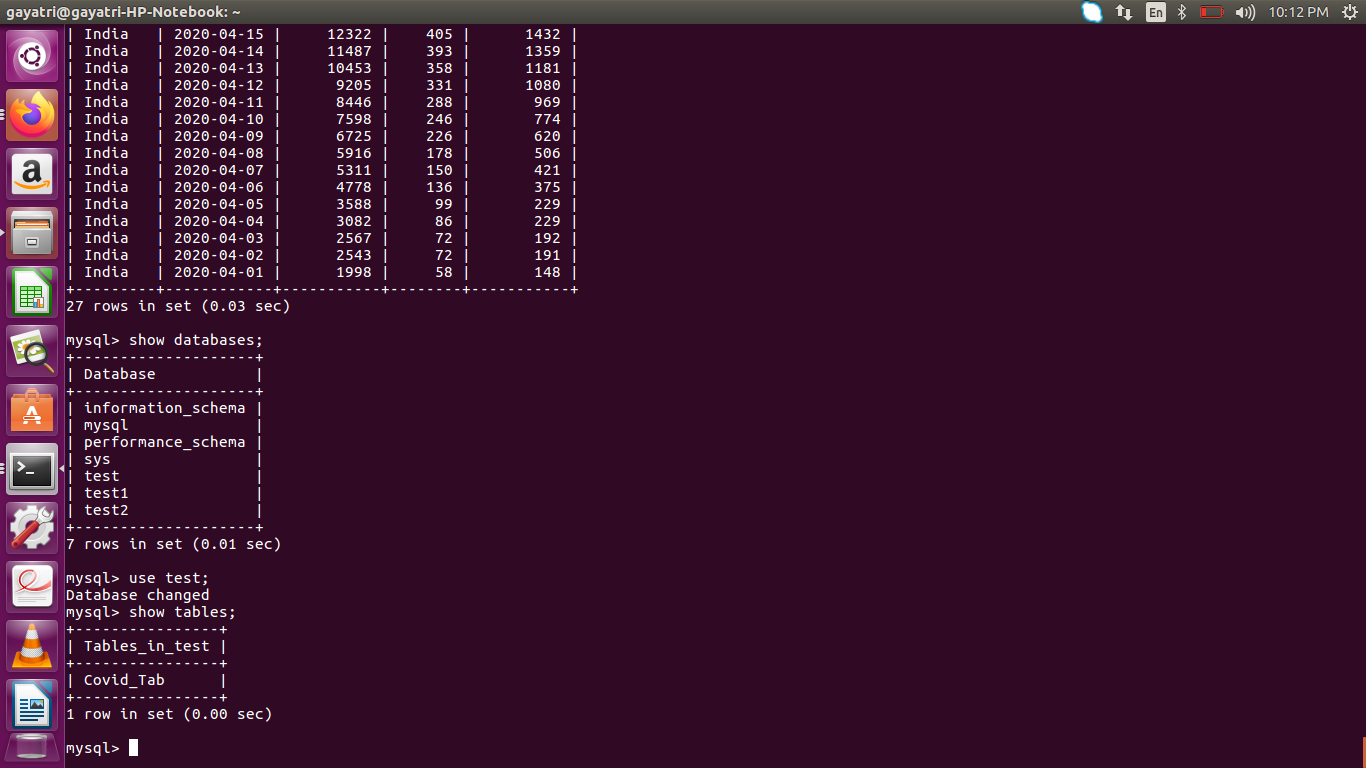 gayatri@gayatri-HP-Notebook: ~
En
10:12 PM
| India   | 2020-04-15 |     12322 |    405 |      1432 |
| India   | 2020-04-14 |     11487 |    393 |      1359 |
| India   | 2020-04-13 |     10453 |    358 |      1181 |
| India   | 2020-04-12 |      9205 |    331 |      1080 |
| India   | 2020-04-11 |      8446 |    288 |       969 |
| India   | 2020-04-10 |      7598 |    246 |       774 |
| India   | 2020-04-09 |      6725 |    226 |       620 |
| India   | 2020-04-08 |      5916 |    178 |       506 |
| India   | 2020-04-07 |      5311 |    150 |       421 |
| India   | 2020-04-06 |      4778 |    136 |       375 |
| India   | 2020-04-05 |      3588 |     99 |       229 |
| India   | 2020-04-04 |      3082 |     86 |       229 |
| India   | 2020-04-03 |      2567 |     72 |       192 |
| India   | 2020-04-02 |      2543 |     72 |       191 |
| India   | 2020-04-01 |      1998 |     58 |       148 |
+---------+------------+-----------+--------+-----------+
27 rows in set (0.03 sec)
mysql> show databases;
+--------------------+
| Database           |
+--------------------+
| information_schema |
| mysql              |
| performance_schema |
| sys                |
| test               |
| test1              |
| test2              |
+--------------------+
7 rows in set (0.01 sec)
mysql> use test;
Database changed
mysql> show tables;
+----------------+
| Tables_in_test |
+----------------+
| Covid_Tab      |
+----------------+
1 row in set (0.00 sec)
mysql>